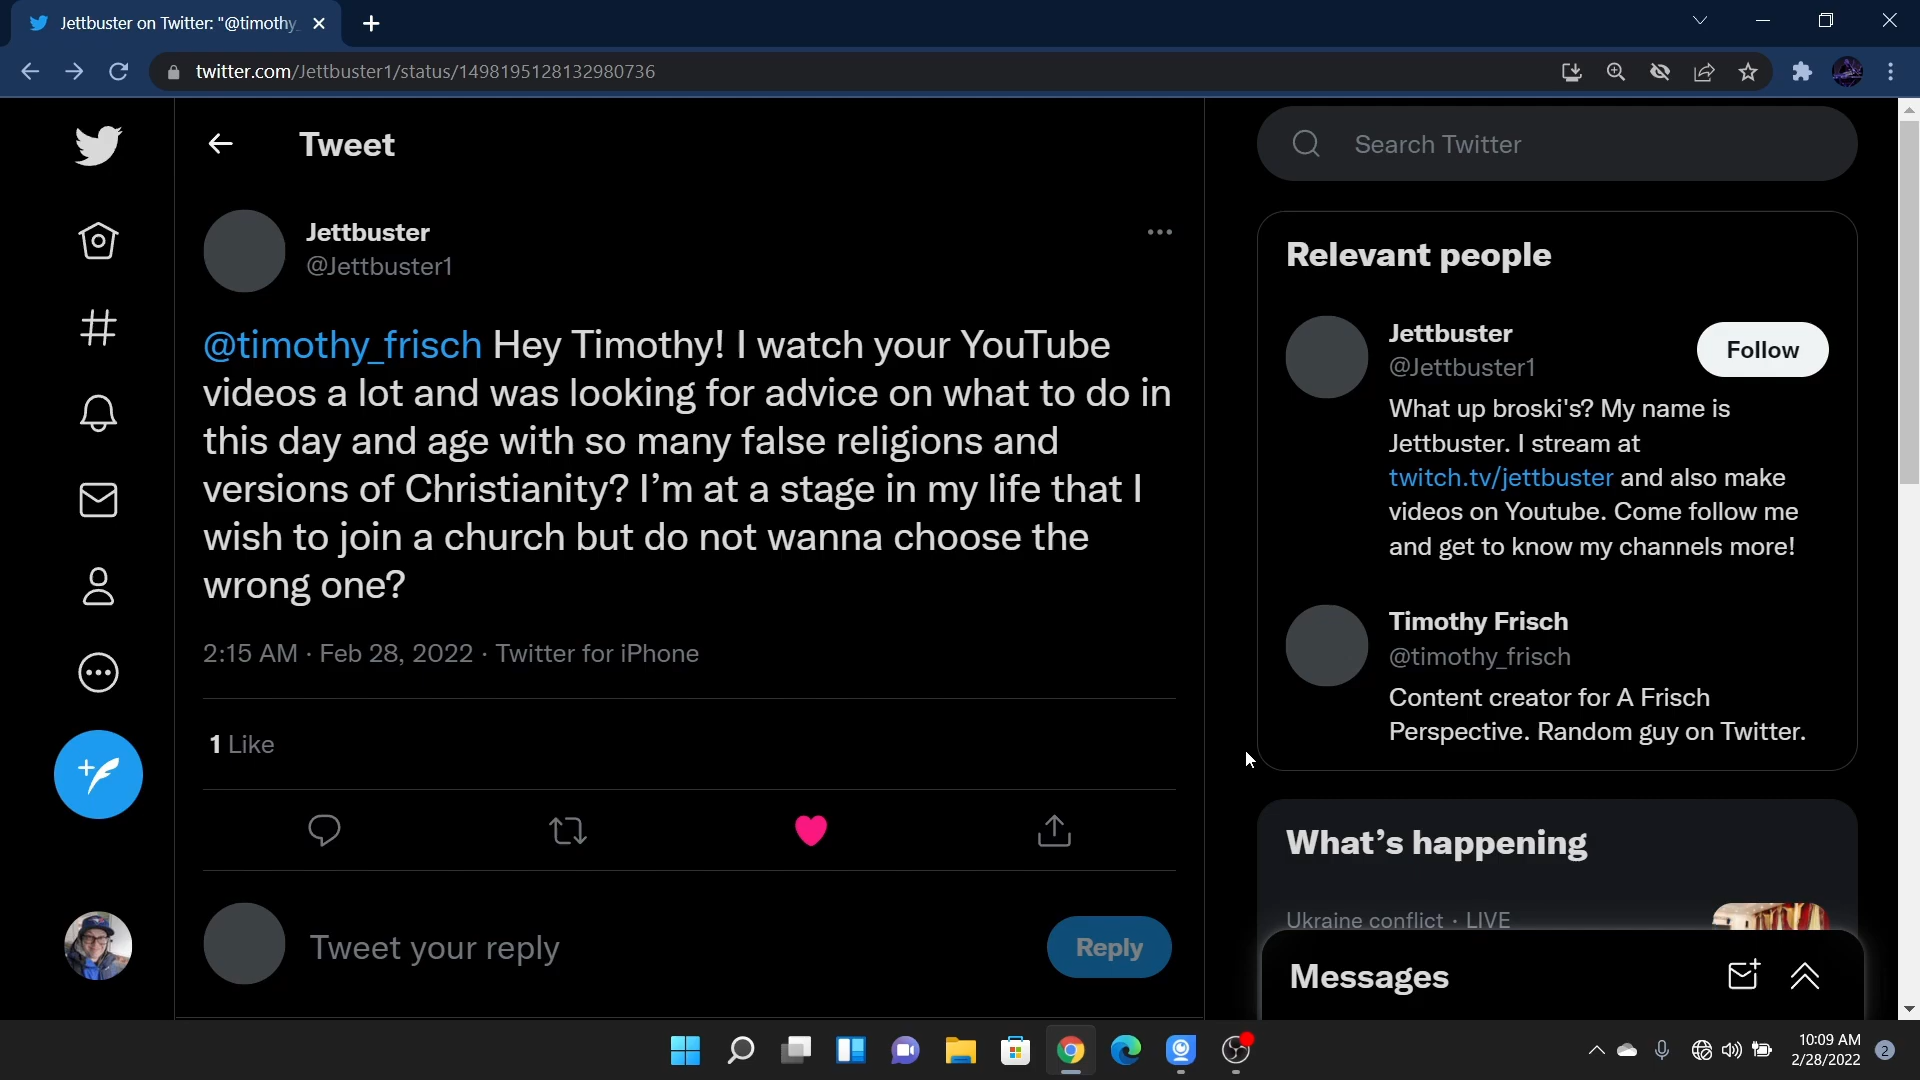 Jettbuster on Twitter: "@timothy_
twitter.com/Jettbuster1/status/1498195128132980736
Tweet
Search Twitter
Jettbuster
@Jettbuster1
@timothy_frisch Hey Timothy! I watch your YouTube
videos a lot and was looking for advice on what to do in
this day and age with so many false religions and
versions of Christianity? I’m at a stage in my life that I
wish to join a church but do not wanna choose the
wrong one?
2:15 AM · Feb 28, 2022 · Twitter for iPhone
1 Like
Tweet your reply
Reply
Relevant people
Jettbuster
@Jettbuster1
Follow
What up broski's? My name is
Jettbuster. I stream at
twitch.tv/jettbuster and also make
videos on Youtube. Come follow me
and get to know my channels more!
Timothy Frisch
@timothy_frisch
Content creator for A Frisch
Perspective. Random guy on Twitter.
What’s happening
Ukraine conflict · LIVE
Messages
10:09 AM
2/28/2022
2